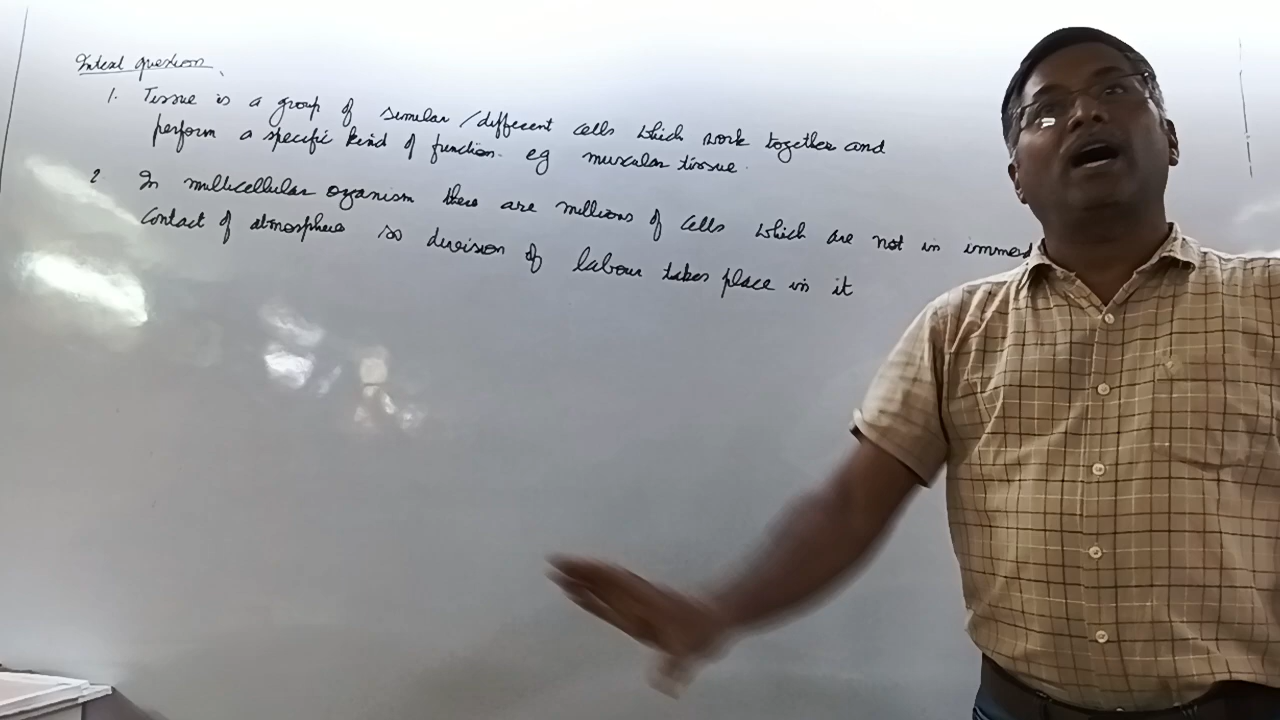 Intext question
1. Tissue is a group of semular / different cells which work together and
perform a specific kind of function. eg muscular tissue.
2 In multicellular organism there are millions of cells which are not in immed
contact of atmosphere so devison of labour takes place in it